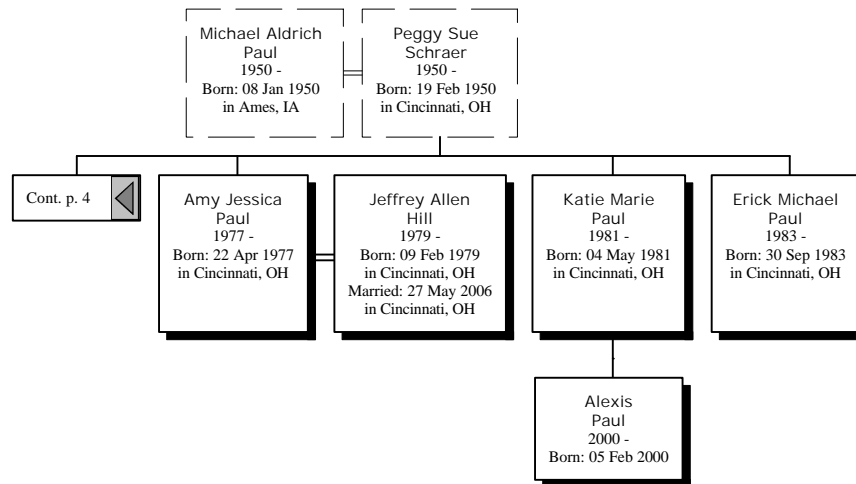 Michael Aldrich
Paul
1950 -
Born: 08 Jan 1950
in Ames, IA
Peggy Sue
Schraer
1950 -
Born: 19 Feb 1950
in Cincinnati, OH
Cont. p. 4
Amy Jessica
Paul
1977 -
Born: 22 Apr 1977
in Cincinnati, OH
Jeffrey Allen
Hill
1979 -
Born: 09 Feb 1979
in Cincinnati, OH
Married: 27 May 2006
in Cincinnati, OH
Katie Marie
Paul
1981 -
Born: 04 May 1981
in Cincinnati, OH
Erick Michael
Paul
1983 -
Born: 30 Sep 1983
in Cincinnati, OH
Alexis
Paul
2000 -
Born: 05 Feb 2000